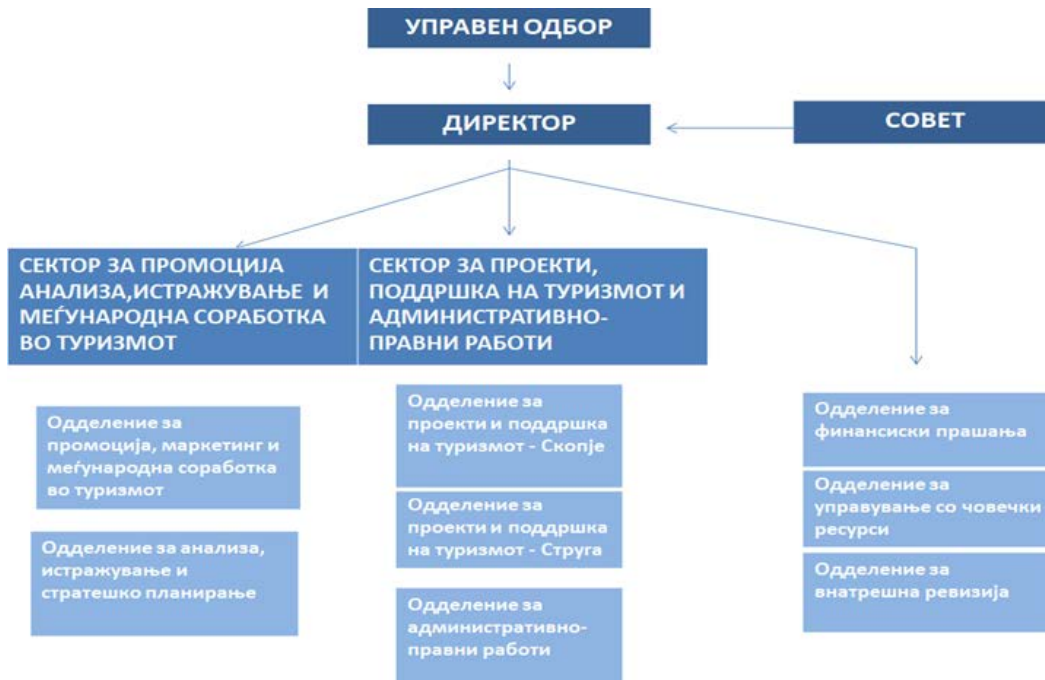 УПРАВЕН ОДБОР
ДИРЕКТОР
СОВЕТ
СЕКТОР ЗА ПРОМОЦИЈА
АНАЛИЗА,ИСТРАЖУВАЊЕ И
МЕЃУНАРОДНА СОРАБОТКА
ВО ТУРИЗМОТ
СЕКТОР ЗА ПРОЕКТИ,
ПОДДРШКА НА ТУРИЗМОТ И
АДМИНИСТРАТИВНО-
ПРАВНИ РАБОТИ
Одделение за
промоција, маркетинг и
меѓународна соработка
во туризмот
Одделение за анализа,
истражување и
стратешко планирање
Одделение за
проекти и поддршка
на туризмот - Скопје
Одделение за
проекти и поддршка
на туризмот - Струга
Одделение за
административно-
правни работи
Одделение за
финансиски прашања
Одделение за
управување со човечки
ресурси
Одделение за
внатрешна ревизија